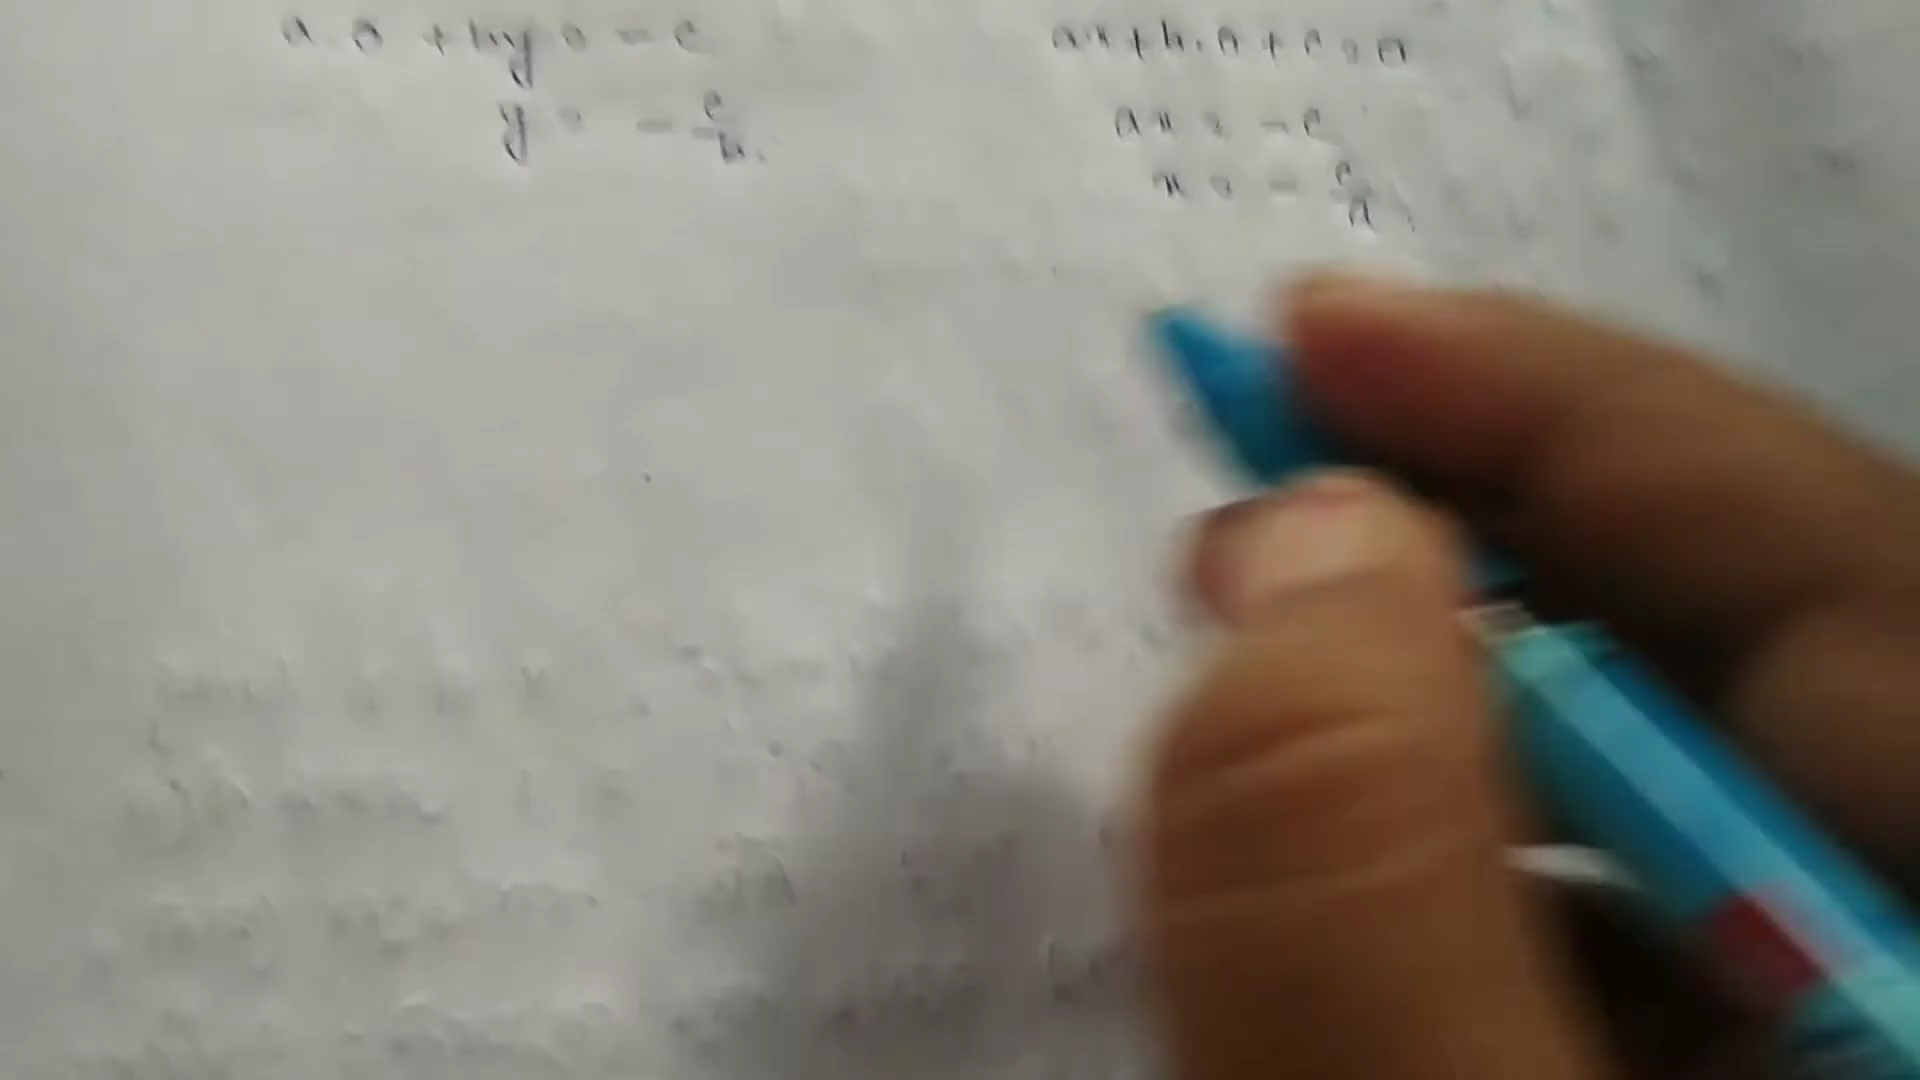 a.0 + by = -c
y = -c/b.
ax + b.0 + c = 0
ax = -c
x = -c/a